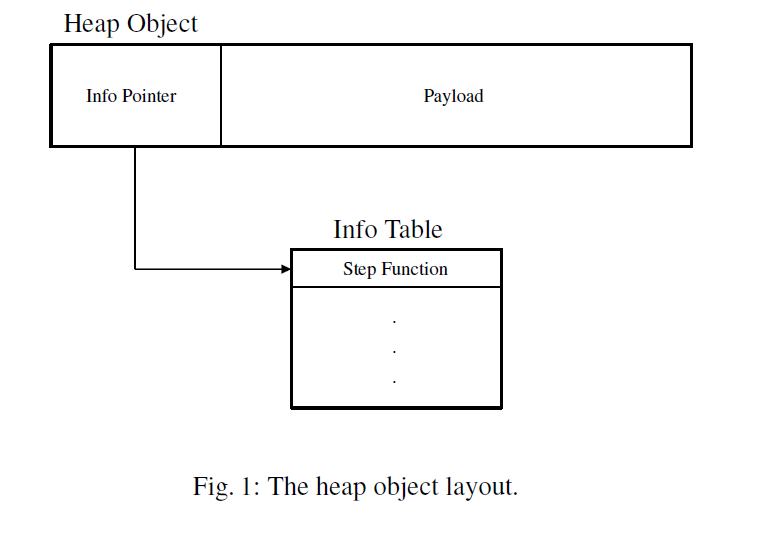 Heap Object
Info Pointer
Payload
Info Table
Step Function
.
.
.
Fig. 1: The heap object layout.